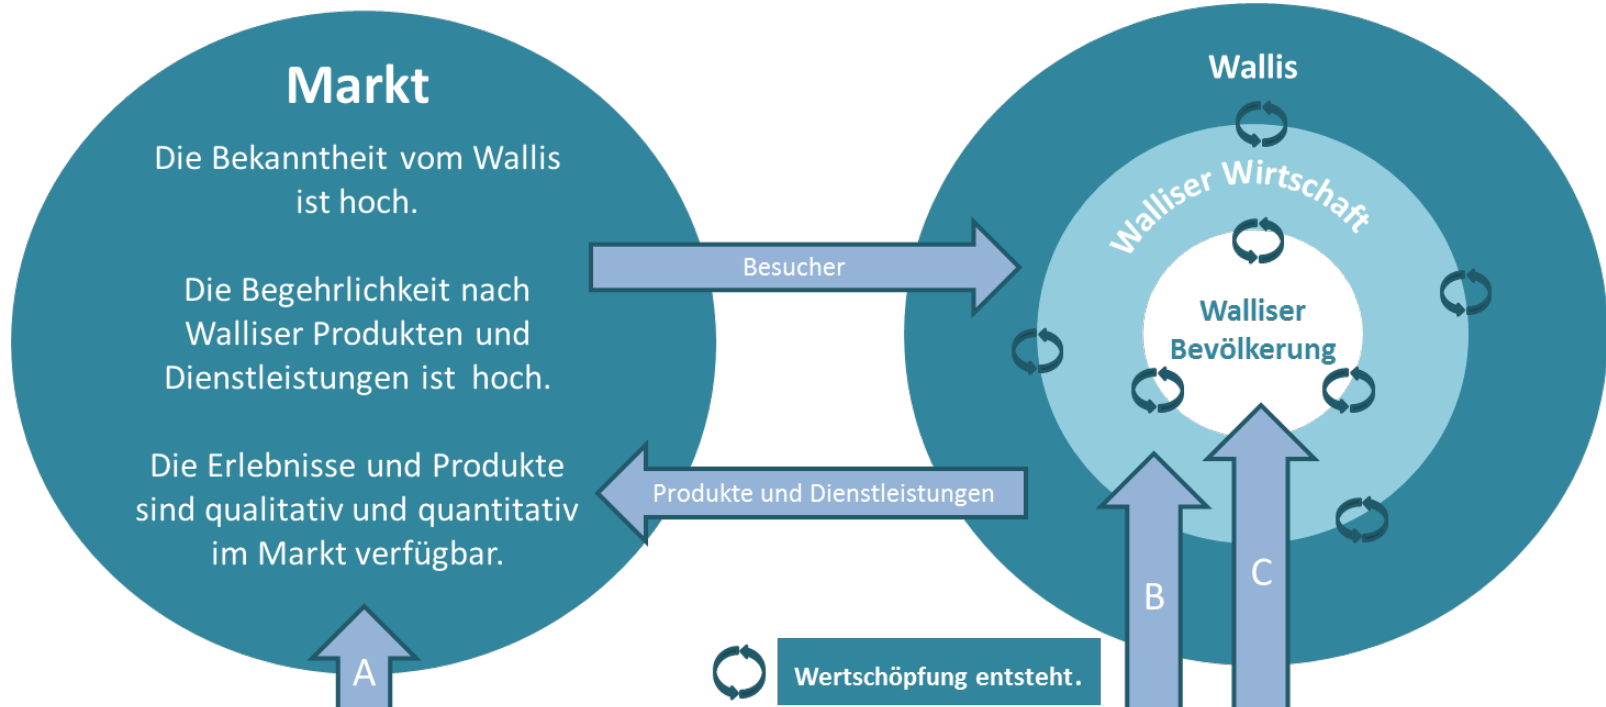 Markt
Die Bekanntheit vom Wallis
ist hoch.
Die Begehrlichkeit nach
Walliser Produkten und
Dienstleistungen ist hoch.
Die Erlebnisse und Produkte
sind qualitativ und quantitativ
im Markt verfügbar.
A
Besucher
Produkte und Dienstleistungen
Wallis
Walliser Wirtschaft
Walliser
Bevölkerung
B
C
Wertschöpfung entsteht.